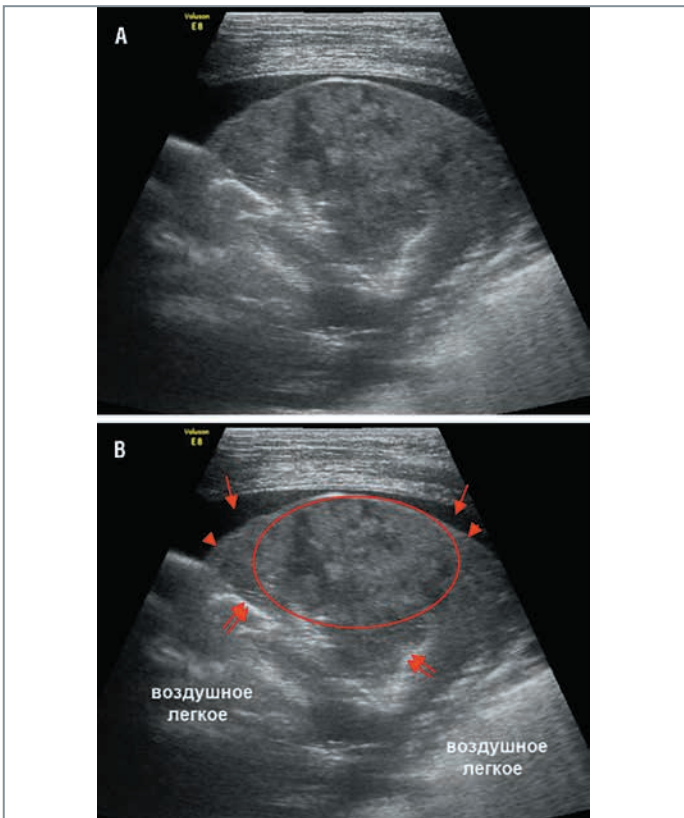 Voluson
E8
A
Voluson
E8
B
воздушное
легкое
воздушное
легкое